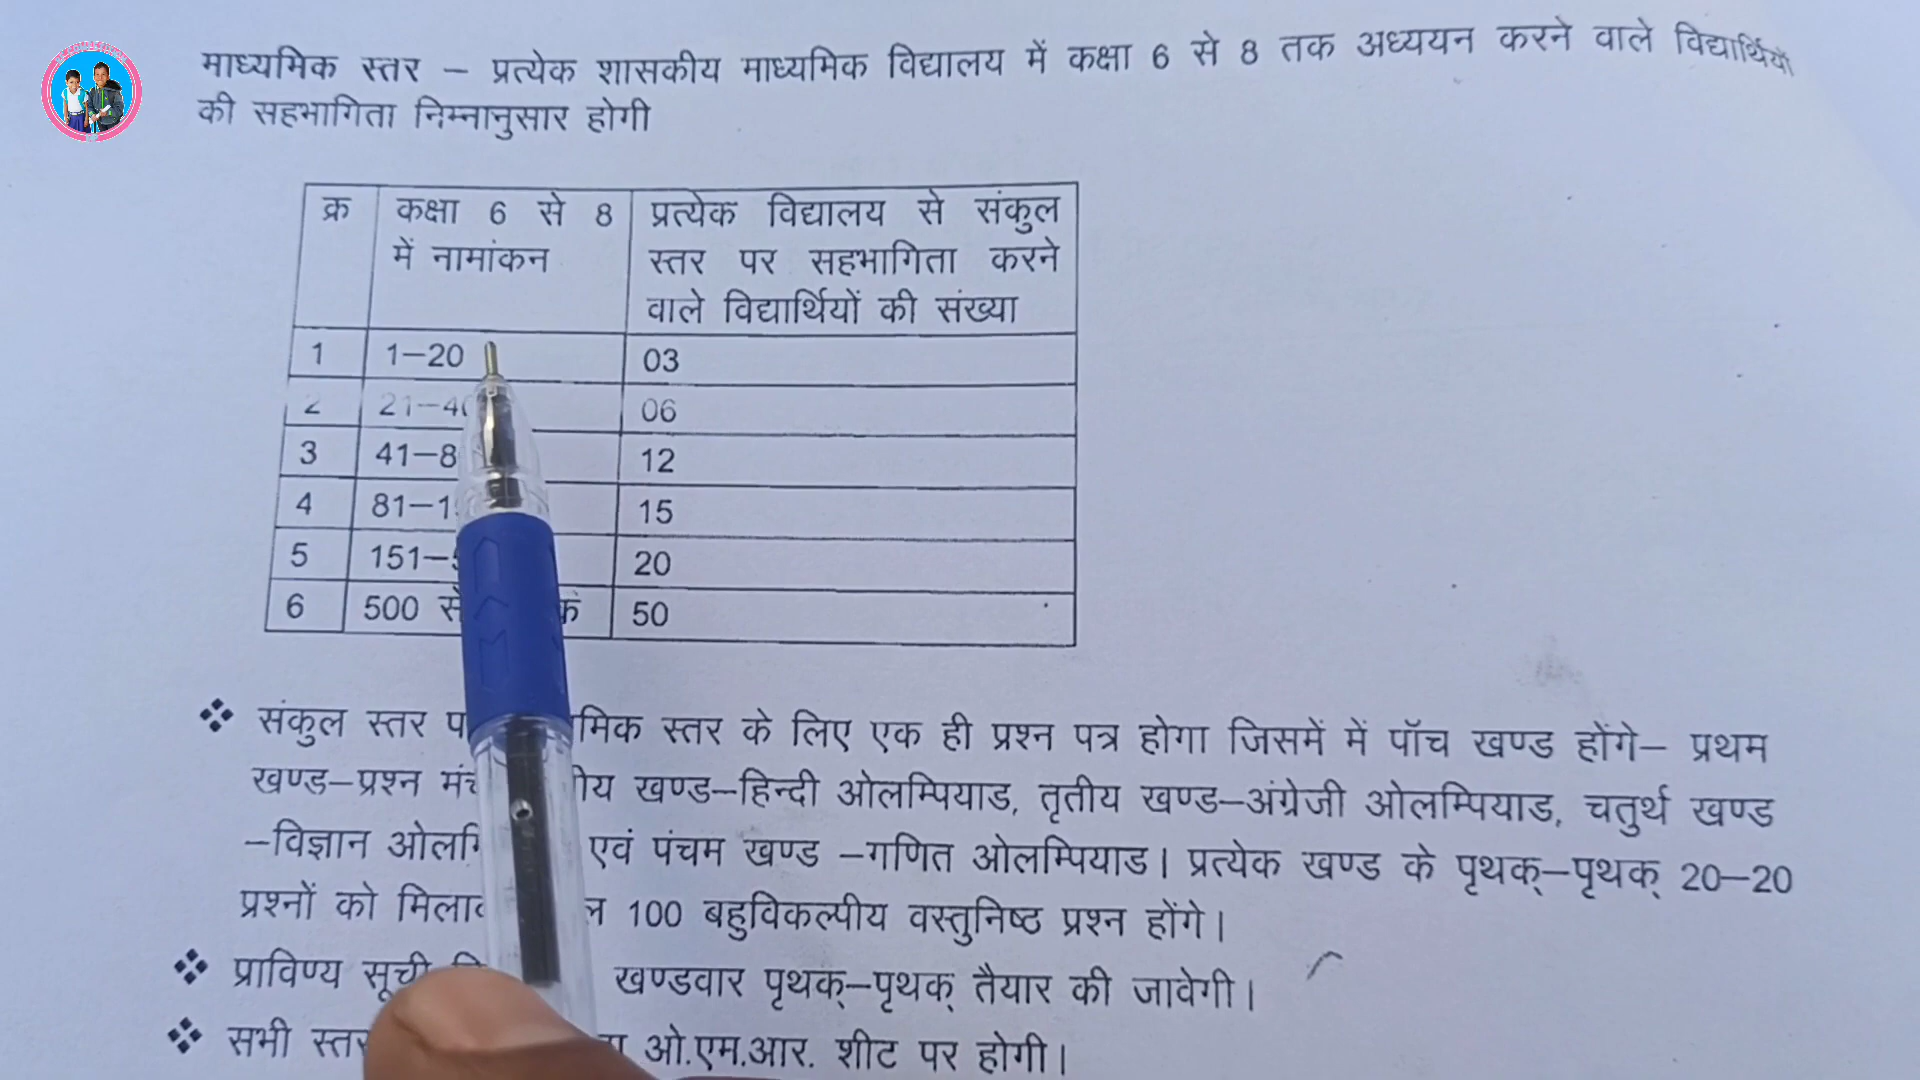 माध्यमिक स्तर – प्रत्येक शासकीय माध्यमिक विद्यालय में कक्षा 6 से 8 तक अध्ययन करने वाले विद्यार्थियों
की सहभागिता निम्नानुसार होगी
क्र कक्षा 6 से 8 में नामांकन प्रत्येक विद्यालय से संकुल स्तर पर सहभागिता करने वाले विद्यार्थियों की संख्या
1 1–20 03
2 06
3 12
4 15
5 20
6 500 50
संकुल स्तर मिक स्तर के लिए एक ही प्रश्न पत्र होगा जिसमें में पॉच खण्ड होंगे– प्रथम
खण्ड–प्रश्न खण्ड–हिन्दी ओलम्पियाड, तृतीय खण्ड–अंग्रेजी ओलम्पियाड, चतुर्थ खण्ड
–विज्ञान एवं पंचम खण्ड –गणित ओलम्पियाड। प्रत्येक खण्ड के पृथक्–पृथक् 20–20
प्रश्नों को 100 बहुविकल्पीय वस्तुनिष्ठ प्रश्न होंगे।
प्राविण्य सूची खण्डवार पृथक्–पृथक् तैयार की जावेगी।
सभी ओ.एम.आर. शीट पर होगी।